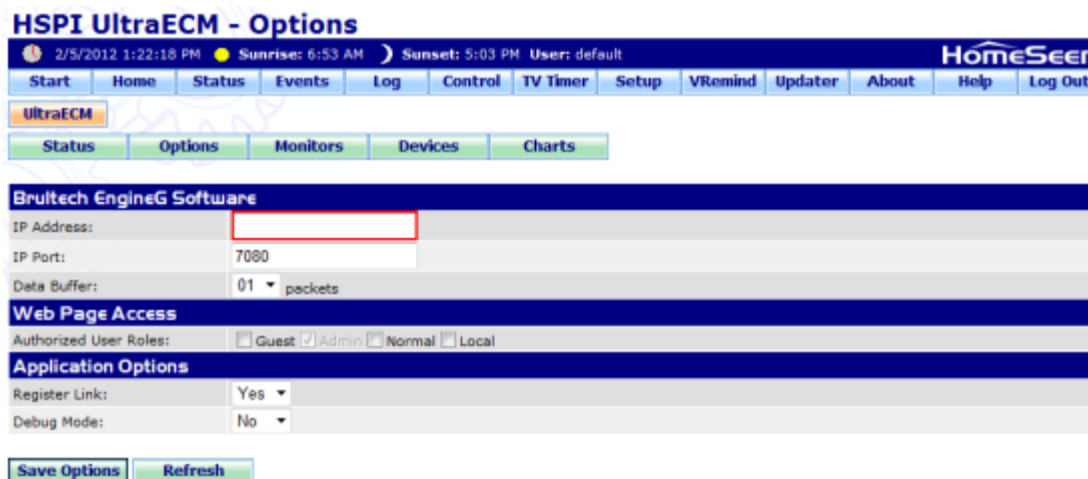 HSPI UltraECM - Options
2/5/2012 1:22:18 PM Sunrise: 6:53 AM Sunset: 5:03 PM User: default HomeSeer
Start Home Status Events Log Control TV Timer Setup VRemind Updater About Help Log Out
UltraECM
Status Options Monitors Devices Charts
Brultech EngineG Software
IP Address:
IP Port: 7080
Data Buffer: 01 packets
Web Page Access
Authorized User Roles: Guest Admin Normal Local
Application Options
Register Link: Yes
Debug Mode: No
Save Options Refresh